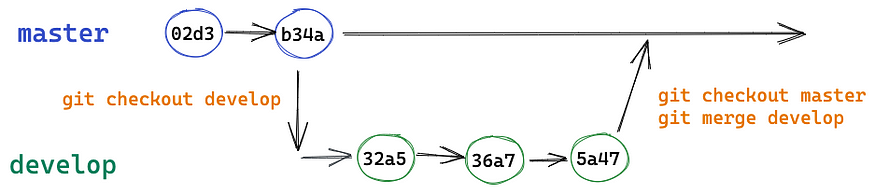 master
02d3
b34a
git checkout develop
git checkout master
git merge develop
develop
32a5
36a7
5a47